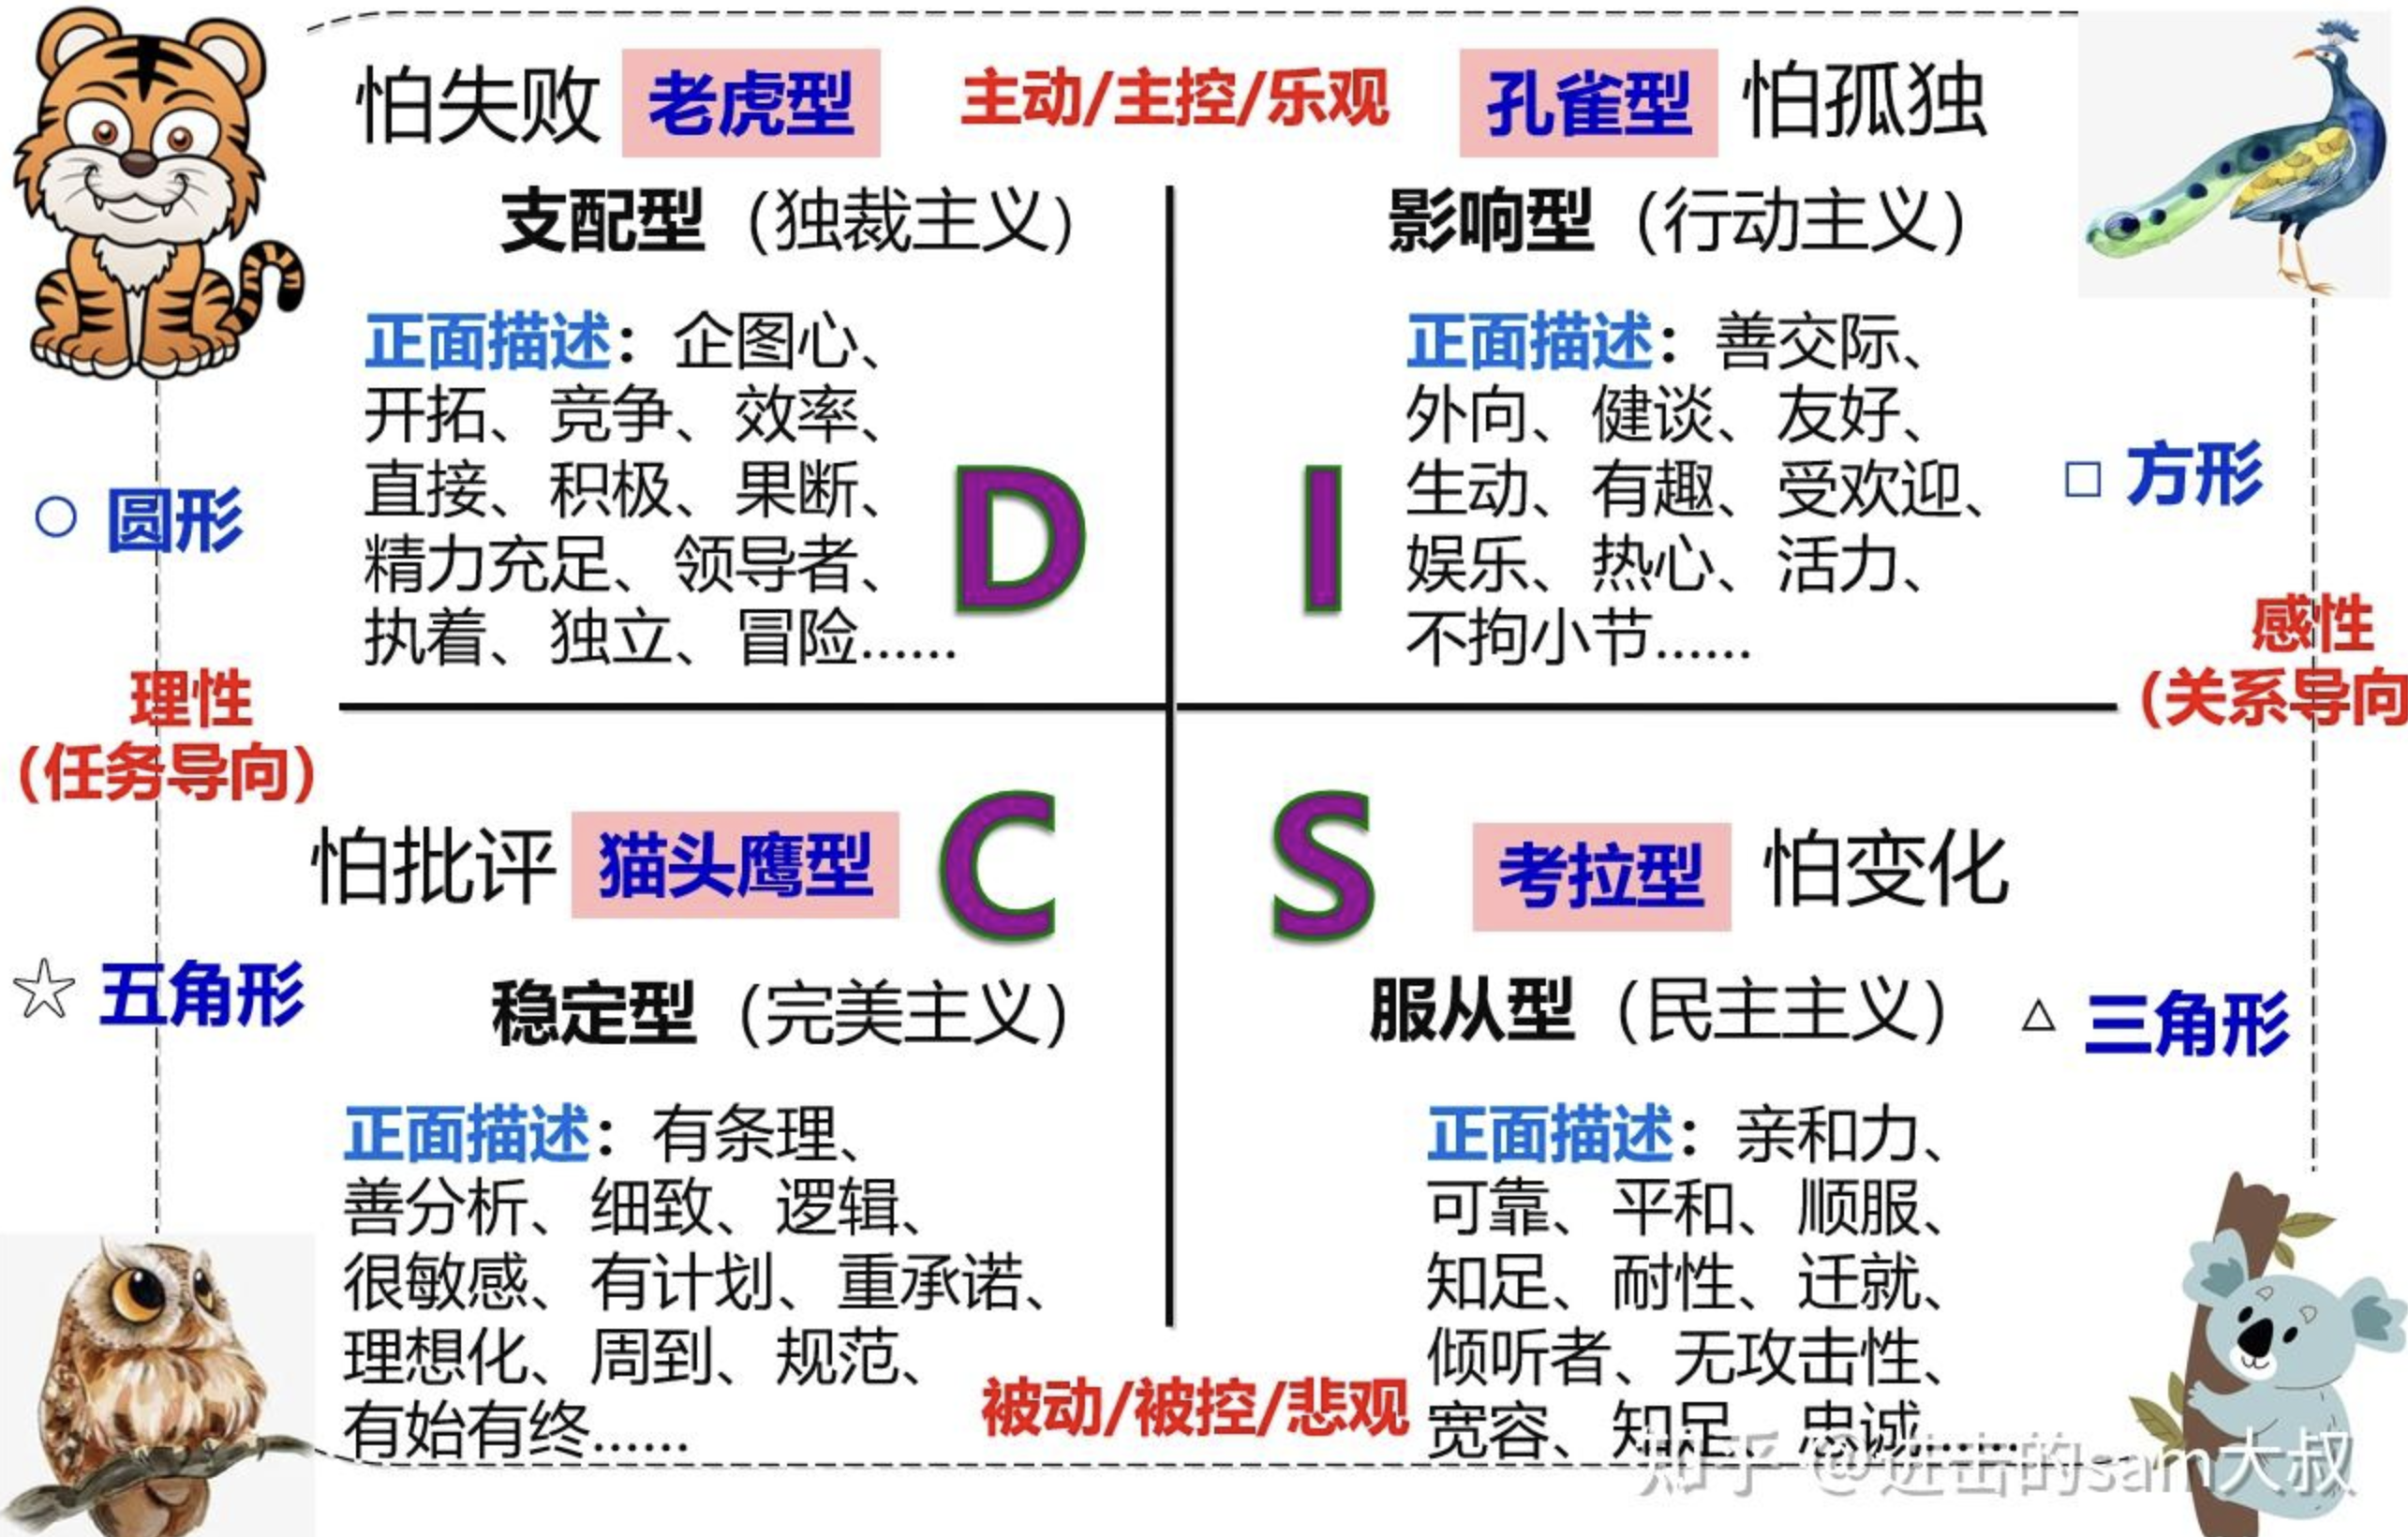 怕失败 老虎型 主动/主控/乐观 孔雀型 怕孤独
支配型（独裁主义）
正面描述：企图心、
开拓、竞争、效率、
直接、积极、果断、
精力充足、领导者、
执着、独立、冒险......
D
影响型（行动主义）
正面描述：善交际、
外向、健谈、友好、
生动、有趣、受欢迎、
娱乐、热心、活力、
不拘小节......
I
○ 圆形
□ 方形
理性
(任务导向)
感性
(关系导向
怕批评 猫头鹰型 C
稳定型（完美主义）
☆ 五角形
正面描述：有条理、
善分析、细致、逻辑、
很敏感、有计划、重承诺、
理想化、周到、规范、
有始有终......
S 考拉型 怕变化
服从型（民主主义）
△ 三角形
正面描述：亲和力、
可靠、平和、顺服、
知足、耐性、迁就、
倾听者、无攻击性、
宽容、知足、忠诚......
被动/被控/悲观
知乎 @进击的sam大叔